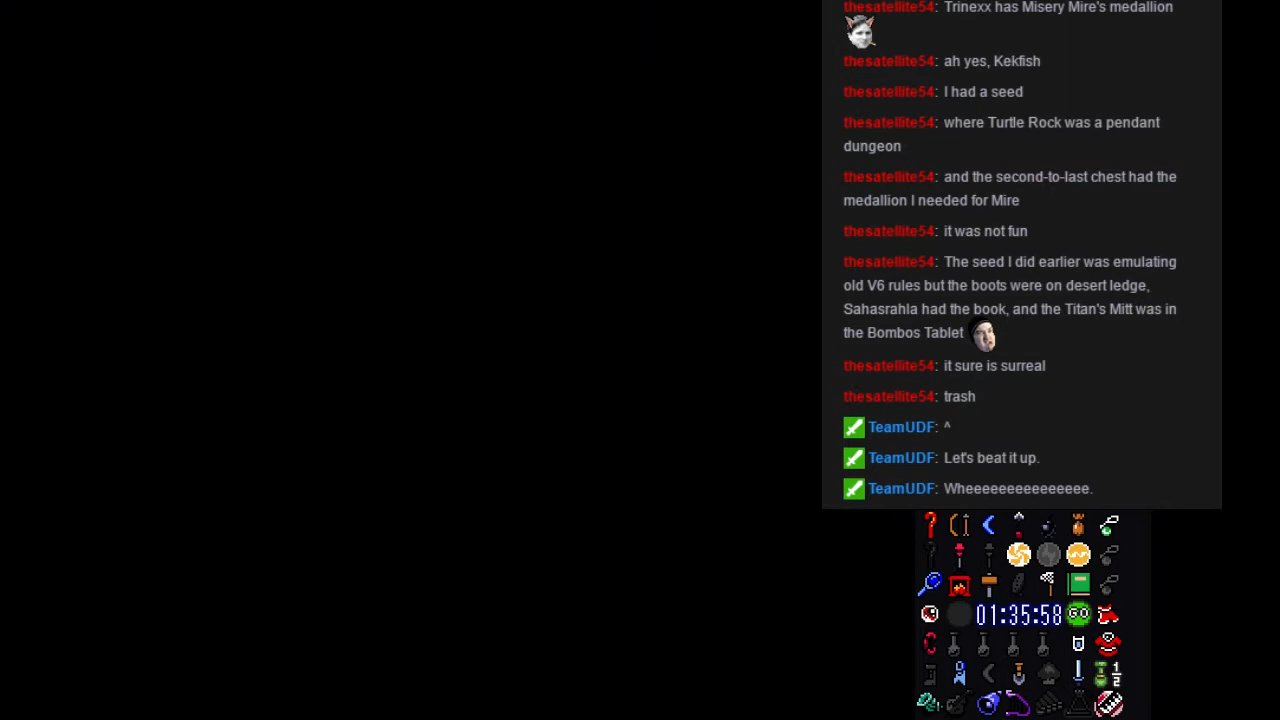 thesatellite54: Trinexx has Misery Mire's medallion
thesatellite54: ah yes, Kekfish
thesatellite54: I had a seed
thesatellite54: where Turtle Rock was a pendant
dungeon
thesatellite54: and the second-to-last chest had the
medallion I needed for Mire
thesatellite54: it was not fun
thesatellite54: The seed I did earlier was emulating
old V6 rules but the boots were on desert ledge,
Sahasrahla had the book, and the Titan's Mitt was in
the Bombos Tablet
thesatellite54: it sure is surreal
thesatellite54: trash
TeamUDF: ^
TeamUDF: Let's beat it up.
TeamUDF: Wheeeeeeeeeeeeeee.
01:35:58 GO
1/2